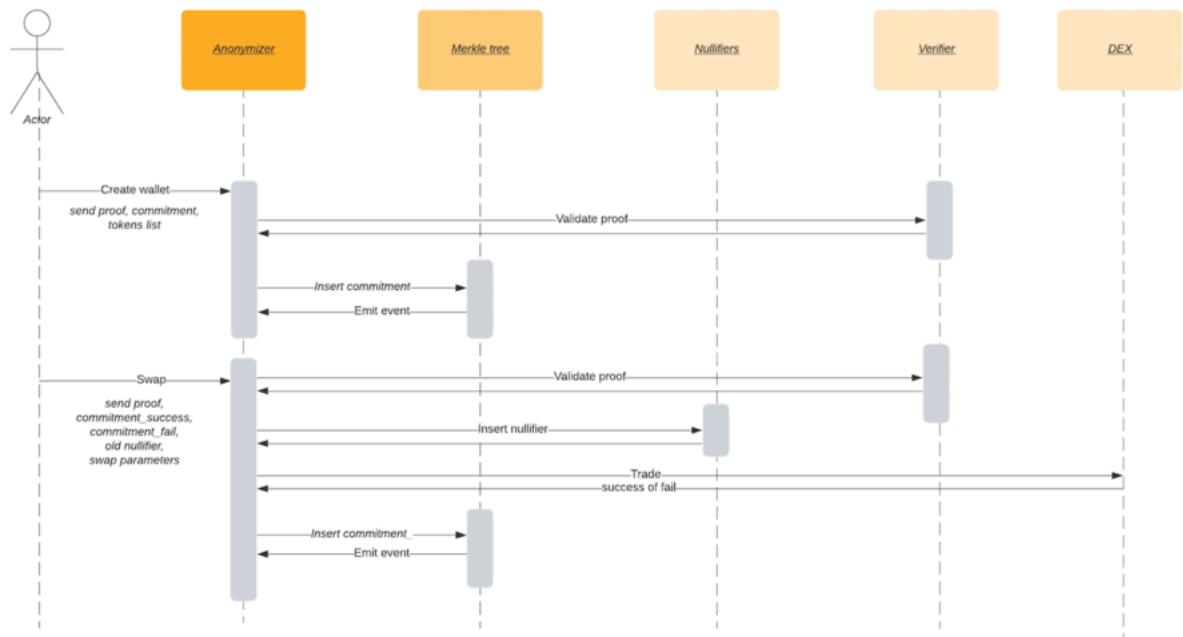 Anonymizer
Merkle tree
Nullifiers
Verifier
DEX
Actor
Create wallet
send proof, commitment,
tokens list
Validate proof
Insert commitment
Emit event
Swap
send proof,
commitment_success,
commitment_fail,
old nullifier,
swap parameters
Validate proof
Insert nullifier
Trade
success of fail
Insert commitment_
Emit event